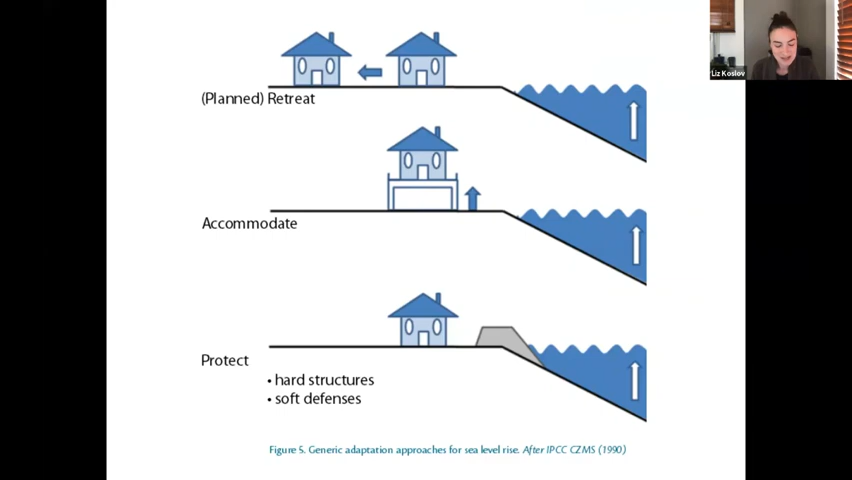 Liz Koslov
(Planned) Retreat
Accommodate
Protect
• hard structures
• soft defenses
Figure 5. Generic adaptation approaches for sea level rise. After IPCC CZMS (1990)